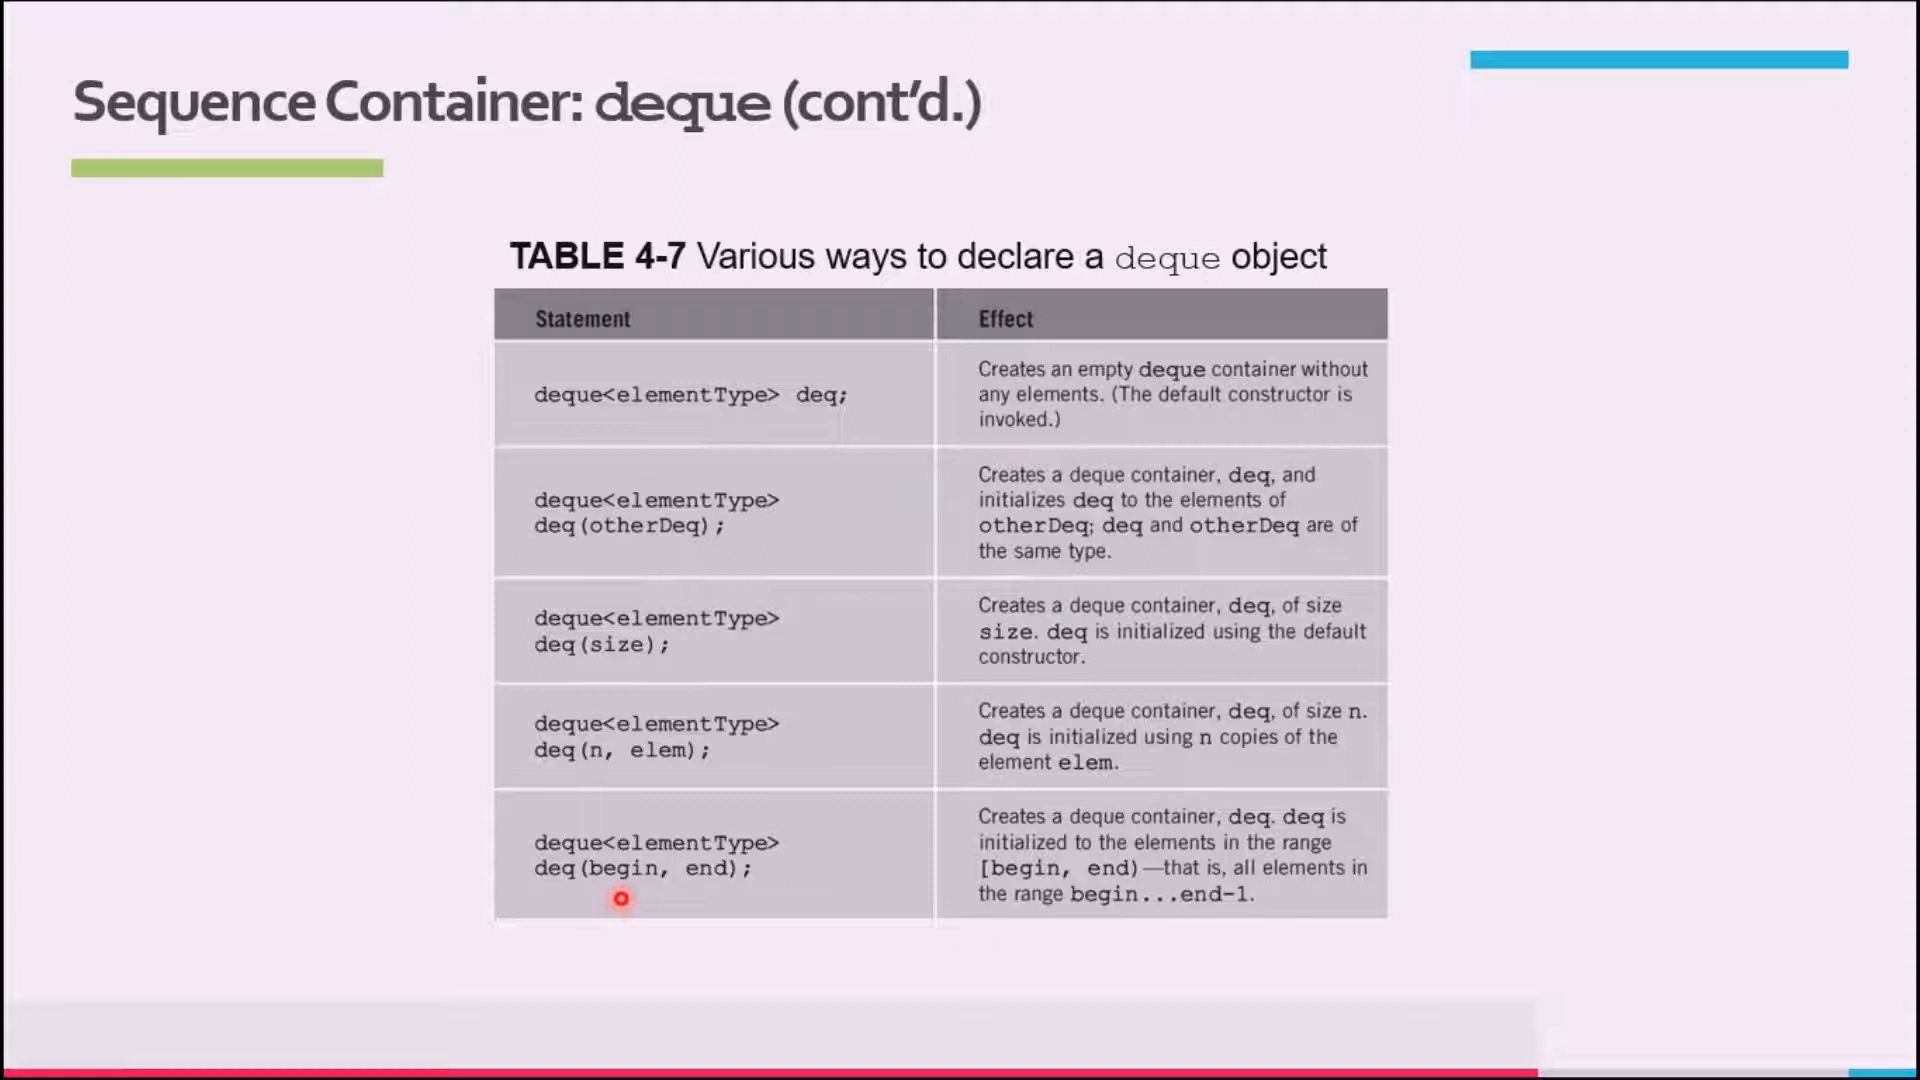 Sequence Container: deque (cont’d.)
TABLE 4-7 Various ways to declare a deque object
Statement
Effect
deque<elementType> deq;
Creates an empty deque container without
any elements. (The default constructor is
invoked.)
deque<elementType>
deq(otherDeq);
Creates a deque container, deq, and
initializes deq to the elements of
otherDeq; deq and otherDeq are of
the same type.
deque<elementType>
deq(size);
Creates a deque container, deq, of size
size. deq is initialized using the default
constructor.
deque<elementType>
deq(n, elem);
Creates a deque container, deq, of size n.
deq is initialized using n copies of the
element elem.
deque<elementType>
deq(begin, end);
Creates a deque container, deq. deq is
initialized to the elements in the range
[begin, end)—that is, all elements in
the range begin...end-1.